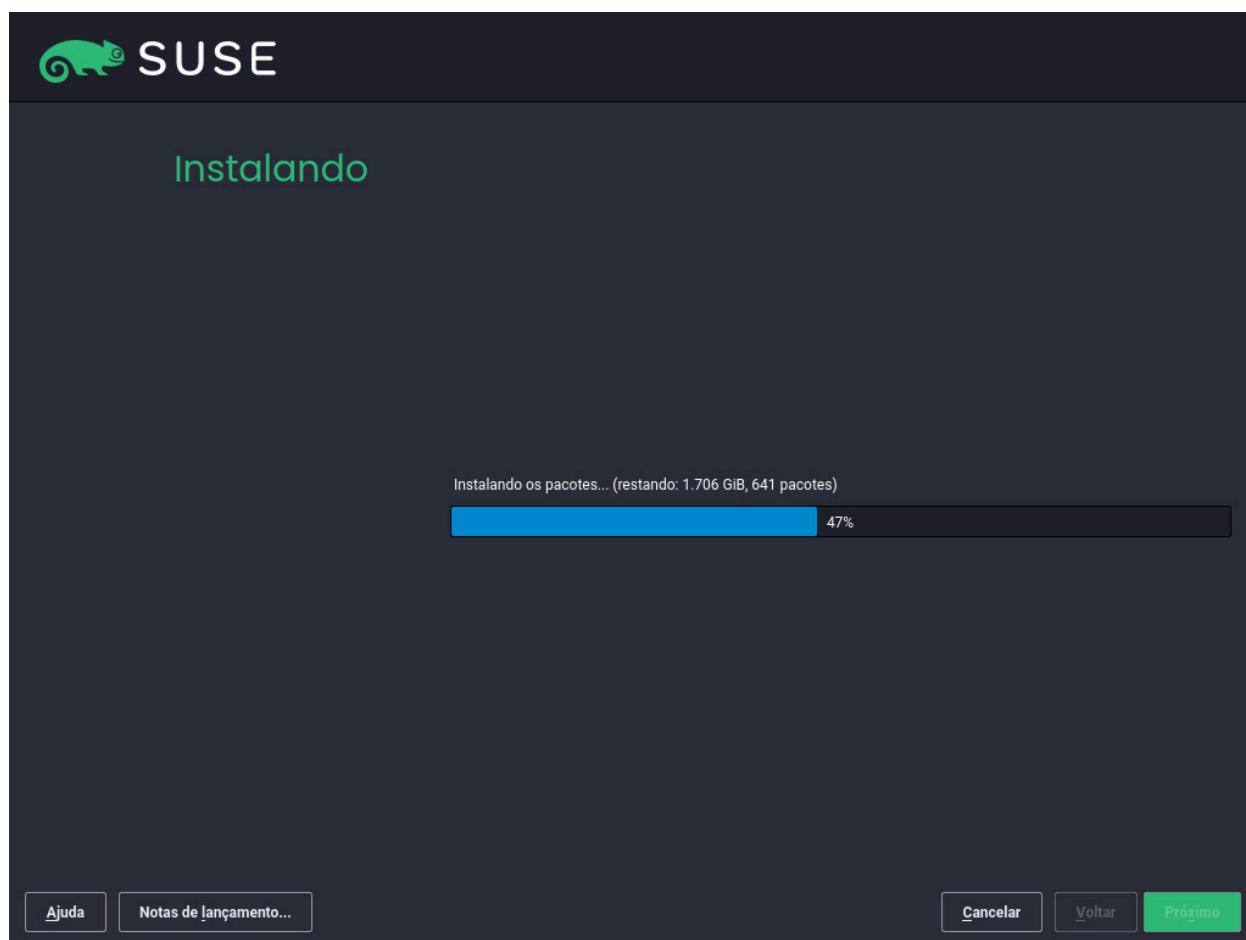 SUSE
Instalando
Instalando os pacotes... (restando: 1.706 GiB, 641 pacotes)
47%
Ajuda Notas de lançamento... Cancelar Voltar Próximo